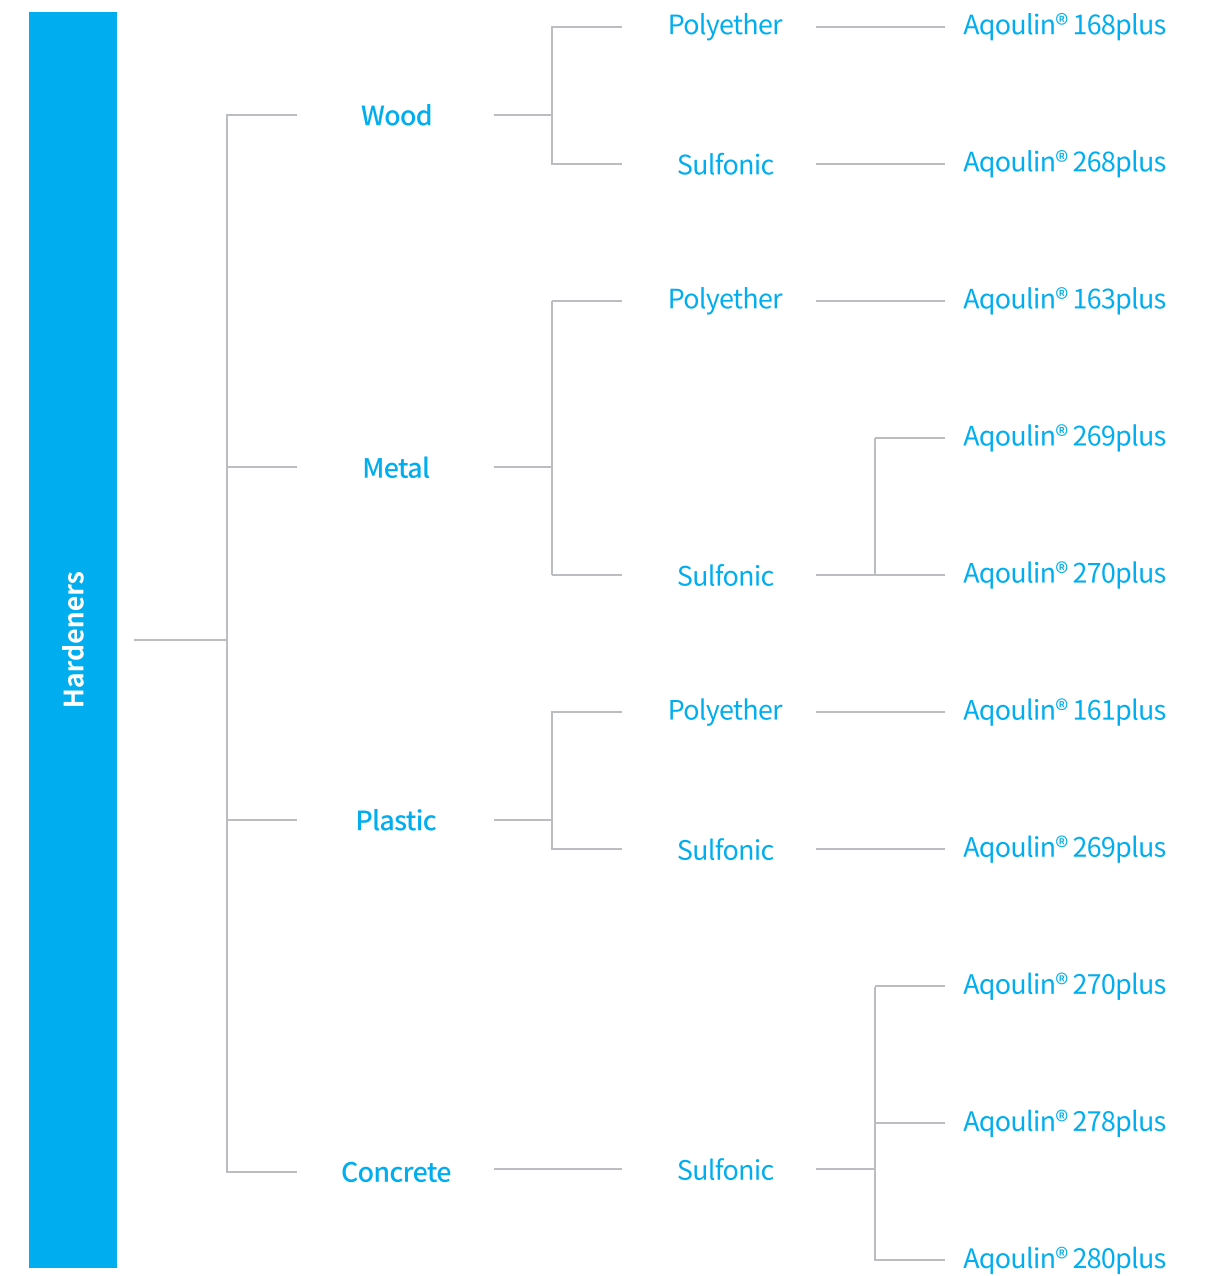 Hardeners
Wood
Polyether
Aqoulin® 168plus
Sulfonic
Aqoulin® 268plus
Metal
Polyether
Aqoulin® 163plus
Sulfonic
Aqoulin® 269plus
Aqoulin® 270plus
Plastic
Polyether
Aqoulin® 161plus
Sulfonic
Aqoulin® 269plus
Concrete
Sulfonic
Aqoulin® 270plus
Aqoulin® 278plus
Aqoulin® 280plus